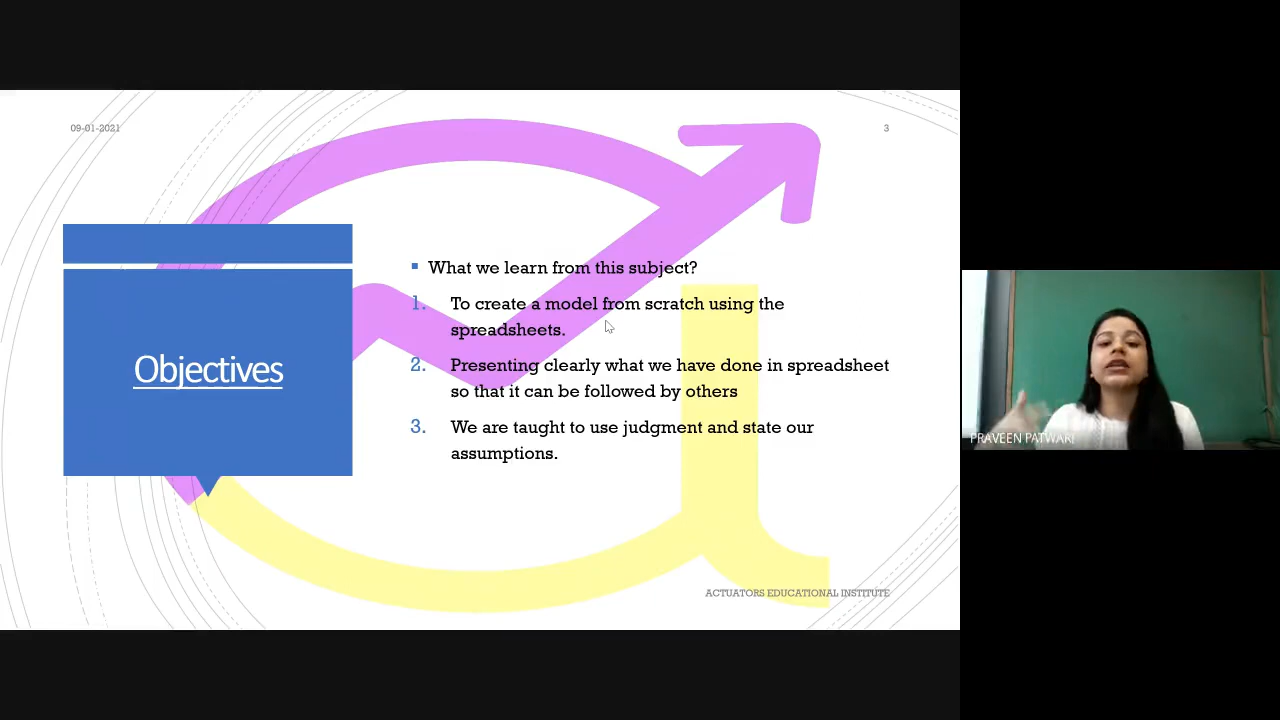 09-01-2021
3
Objectives
What we learn from this subject?
1. To create a model from scratch using the
spreadsheets.
2. Presenting clearly what we have done in spreadsheet
so that it can be followed by others
3. We are taught to use judgment and state our
assumptions.
ACTUATORS EDUCATIONAL INSTITUTE
PRAVEEN PATWARI